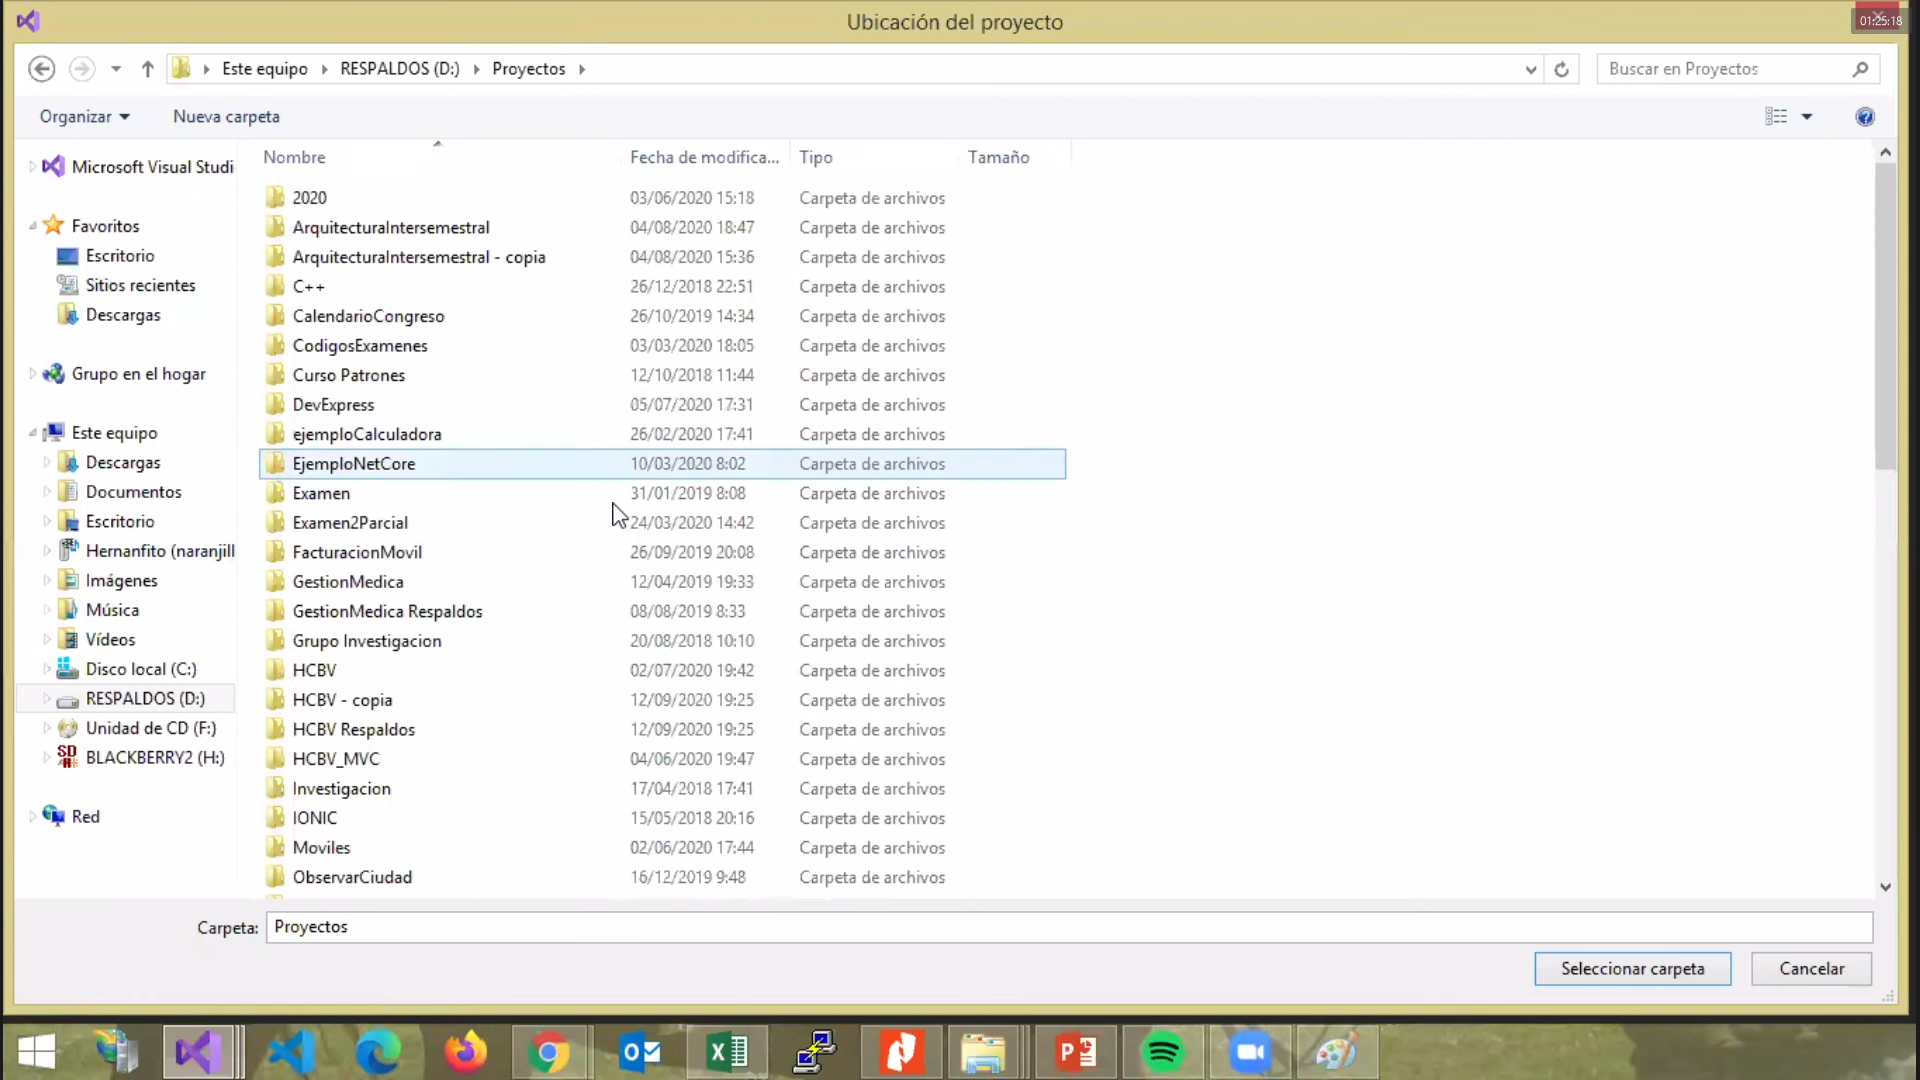 Ubicación del proyecto
01:25:18
Este equipo
RESPALDOS (D:)
Proyectos
Buscar en Proyectos
Organizar
Nueva carpeta
Nombre
Fecha de modifica...
Tipo
Tamaño
Microsoft Visual Studi
Favoritos
Escritorio
Sitios recientes
Descargas
Grupo en el hogar
Este equipo
Descargas
Documentos
Escritorio
Hernanfito (naranjill
Imágenes
Música
Vídeos
Disco local (C:)
RESPALDOS (D:)
Unidad de CD (F:)
BLACKBERRY2 (H:)
Red
2020 03/06/2020 15:18 Carpeta de archivos
ArquitecturaIntersemestral 04/08/2020 18:47 Carpeta de archivos
ArquitecturaIntersemestral - copia 04/08/2020 15:36 Carpeta de archivos
C++ 26/12/2018 22:51 Carpeta de archivos
CalendarioCongreso 26/10/2019 14:34 Carpeta de archivos
CodigosExamenes 03/03/2020 18:05 Carpeta de archivos
Curso Patrones 12/10/2018 11:44 Carpeta de archivos
DevExpress 05/07/2020 17:31 Carpeta de archivos
ejemploCalculadora 26/02/2020 17:41 Carpeta de archivos
EjemploNetCore 10/03/2020 8:02 Carpeta de archivos
Examen 31/01/2019 8:08 Carpeta de archivos
Examen2Parcial 24/03/2020 14:42 Carpeta de archivos
FacturacionMovil 26/09/2019 20:08 Carpeta de archivos
GestionMedica 12/04/2019 19:33 Carpeta de archivos
GestionMedica Respaldos 08/08/2019 8:33 Carpeta de archivos
Grupo Investigacion 20/08/2018 10:10 Carpeta de archivos
HCBV 02/07/2020 19:42 Carpeta de archivos
HCBV - copia 12/09/2020 19:25 Carpeta de archivos
HCBV Respaldos 12/09/2020 19:25 Carpeta de archivos
HCBV_MVC 04/06/2020 19:47 Carpeta de archivos
Investigacion 17/04/2018 17:41 Carpeta de archivos
IONIC 15/05/2018 20:16 Carpeta de archivos
Moviles 02/06/2020 17:44 Carpeta de archivos
ObservarCiudad 16/12/2019 9:48 Carpeta de archivos
Carpeta: Proyectos
Seleccionar carpeta
Cancelar